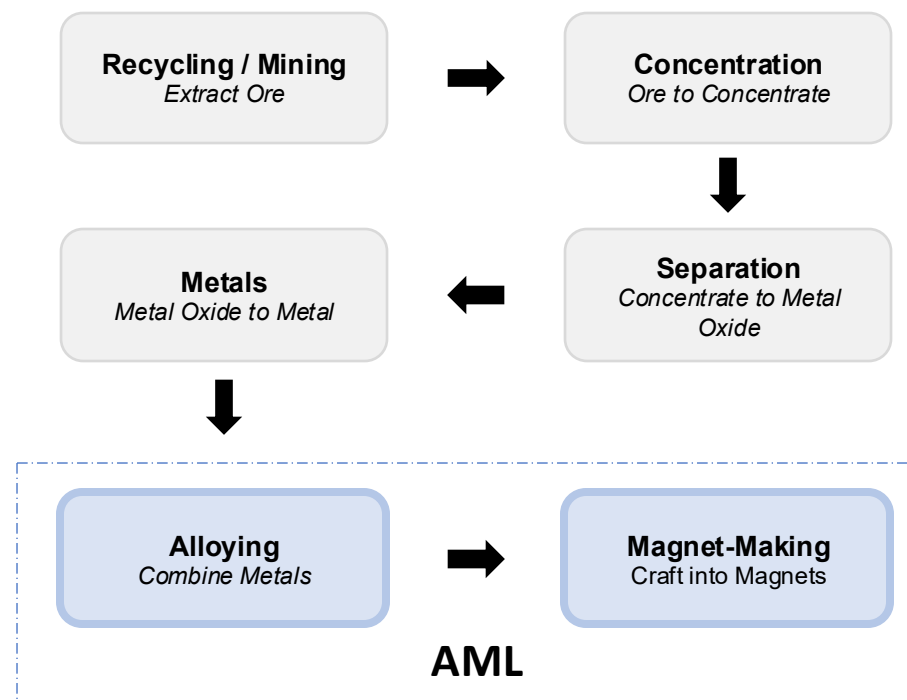 Recycling / Mining
Extract Ore
Concentration
Ore to Concentrate
Separation
Concentrate to Metal
Oxide
Metals
Metal Oxide to Metal
Alloying
Combine Metals
Magnet-Making
Craft into Magnets
AML